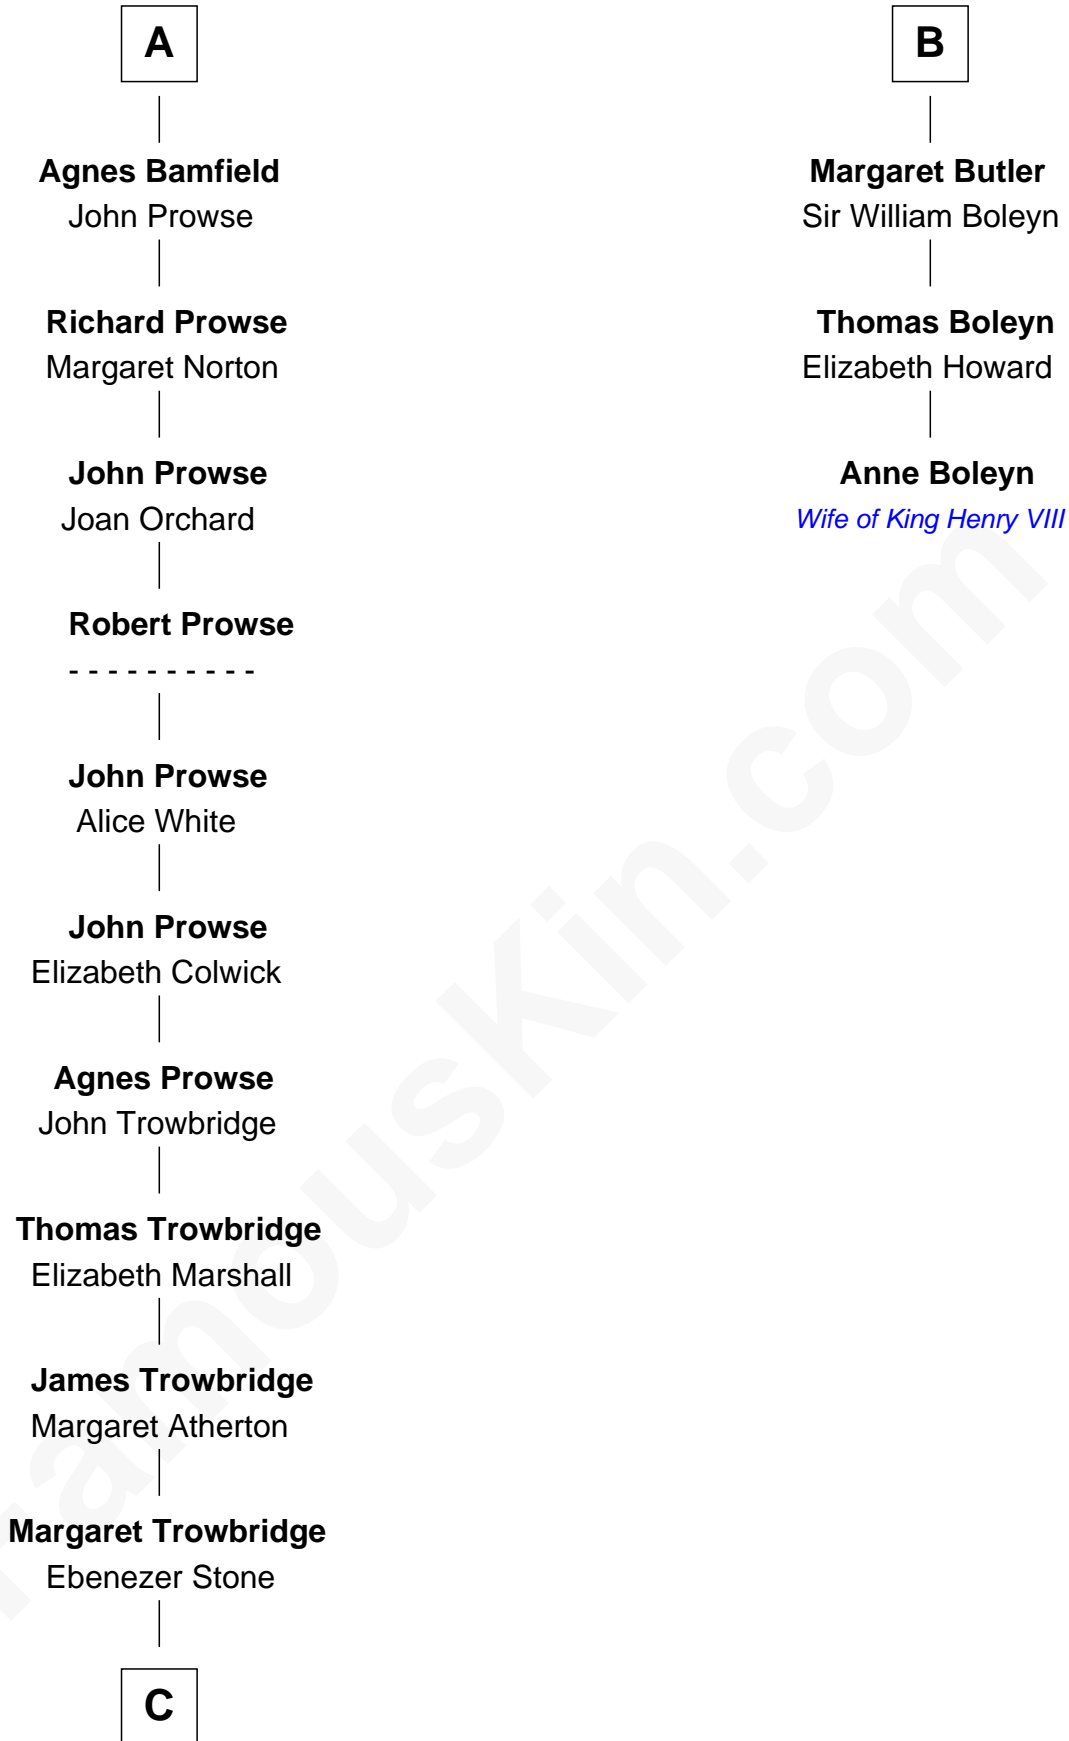 A
Agnes Bamfield
John Prowse
Richard Prowse
Margaret Norton
John Prowse
Joan Orchard
Robert Prowse
- - - - - - - - - -
John Prowse
Alice White
John Prowse
Elizabeth Colwick
Agnes Prowse
John Trowbridge
Thomas Trowbridge
Elizabeth Marshall
James Trowbridge
Margaret Atherton
Margaret Trowbridge
Ebenezer Stone
C
B
Margaret Butler
Sir William Boleyn
Thomas Boleyn
Elizabeth Howard
Anne Boleyn
Wife of King Henry VIII
FamousKin.com